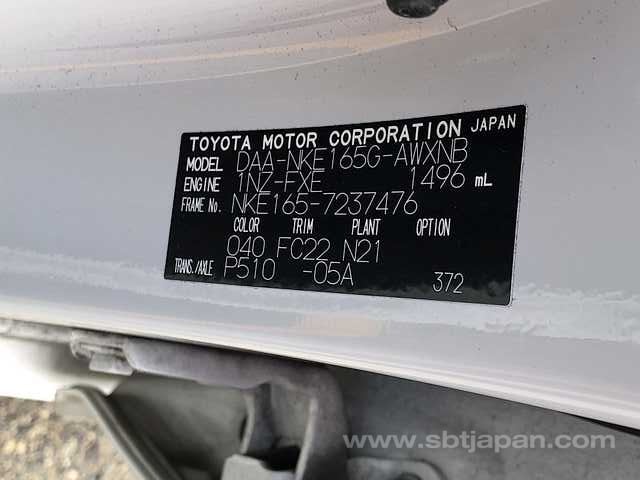 TOYOTA MOTOR CORPORATION JAPAN
MODEL DAA-NKE165G-AWXNB
ENGINE 1NZ-FXE 1496 mL
FRAME No. NKE165-7237476
COLOR TRIM PLANT OPTION
040 FC22 N21
TRANS./AXLE P510 -05A 372
www.sbtjapan.com